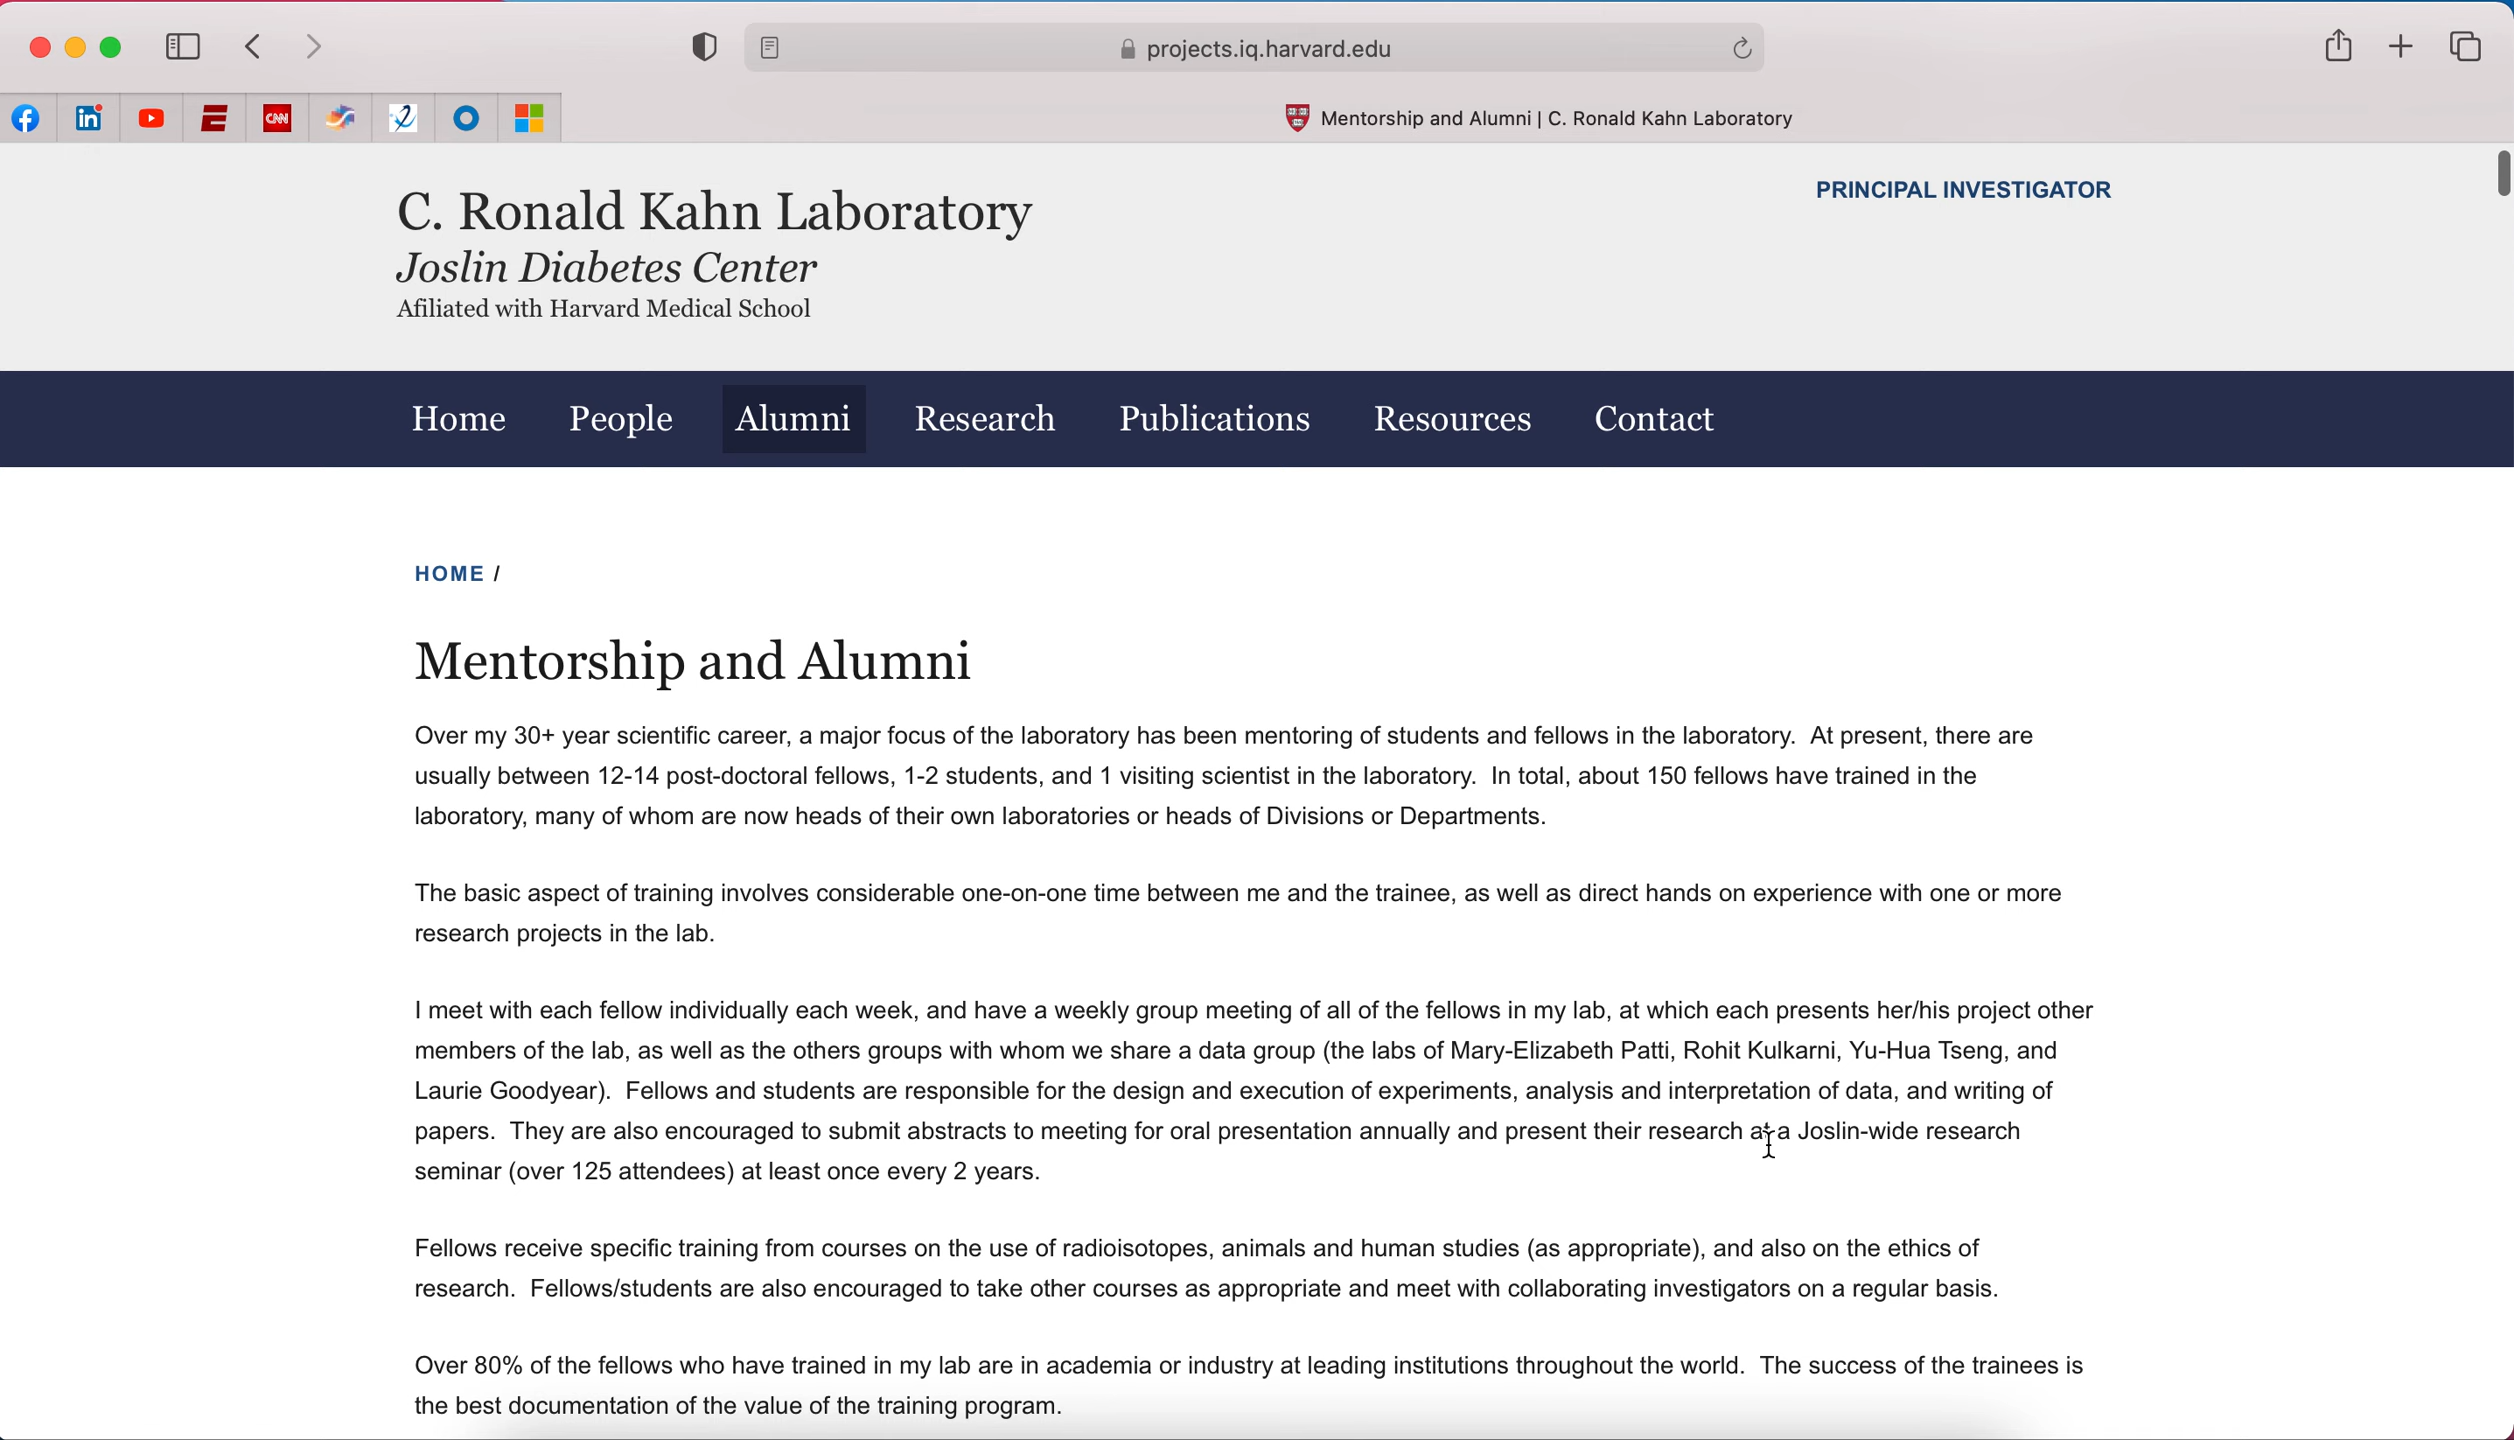 projects.iq.harvard.edu
in
CNN
Mentorship and Alumni | C. Ronald Kahn Laboratory
C. Ronald Kahn Laboratory
Joslin Diabetes Center
Afiliated with Harvard Medical School
PRINCIPAL INVESTIGATOR
Home People Alumni Research Publications Resources Contact
HOME /
Mentorship and Alumni
Over my 30+ year scientific career, a major focus of the laboratory has been mentoring of students and fellows in the laboratory.  At present, there are
usually between 12-14 post-doctoral fellows, 1-2 students, and 1 visiting scientist in the laboratory.  In total, about 150 fellows have trained in the
laboratory, many of whom are now heads of their own laboratories or heads of Divisions or Departments.
The basic aspect of training involves considerable one-on-one time between me and the trainee, as well as direct hands on experience with one or more
research projects in the lab.
I meet with each fellow individually each week, and have a weekly group meeting of all of the fellows in my lab, at which each presents her/his project other
members of the lab, as well as the others groups with whom we share a data group (the labs of Mary-Elizabeth Patti, Rohit Kulkarni, Yu-Hua Tseng, and
Laurie Goodyear).  Fellows and students are responsible for the design and execution of experiments, analysis and interpretation of data, and writing of
papers.  They are also encouraged to submit abstracts to meeting for oral presentation annually and present their research at a Joslin-wide research
seminar (over 125 attendees) at least once every 2 years.
Fellows receive specific training from courses on the use of radioisotopes, animals and human studies (as appropriate), and also on the ethics of
research.  Fellows/students are also encouraged to take other courses as appropriate and meet with collaborating investigators on a regular basis.
Over 80% of the fellows who have trained in my lab are in academia or industry at leading institutions throughout the world.  The success of the trainees is
the best documentation of the value of the training program.